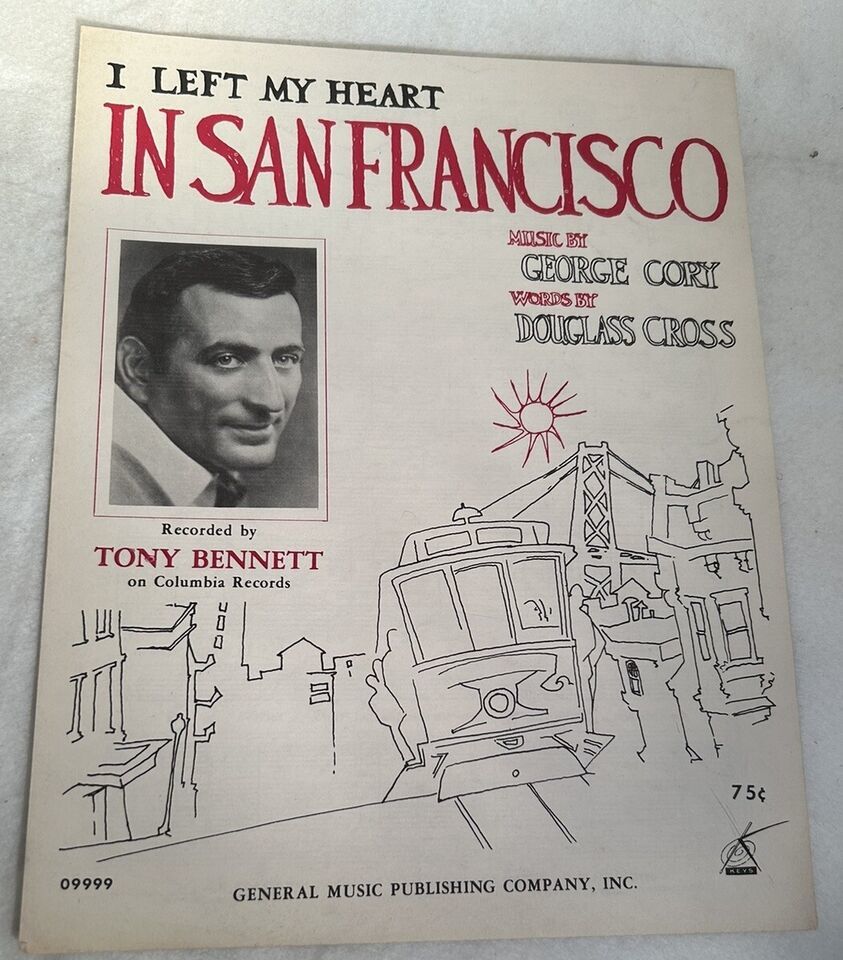 I LEFT MY HEART
IN SAN FRANCISCO
MUSIC BY
GEORGE CORY
WORDS BY
DOUGLASS CROSS
Recorded by
TONY BENNETT
on Columbia Records
75¢
KEYS
09999
GENERAL MUSIC PUBLISHING COMPANY, INC.